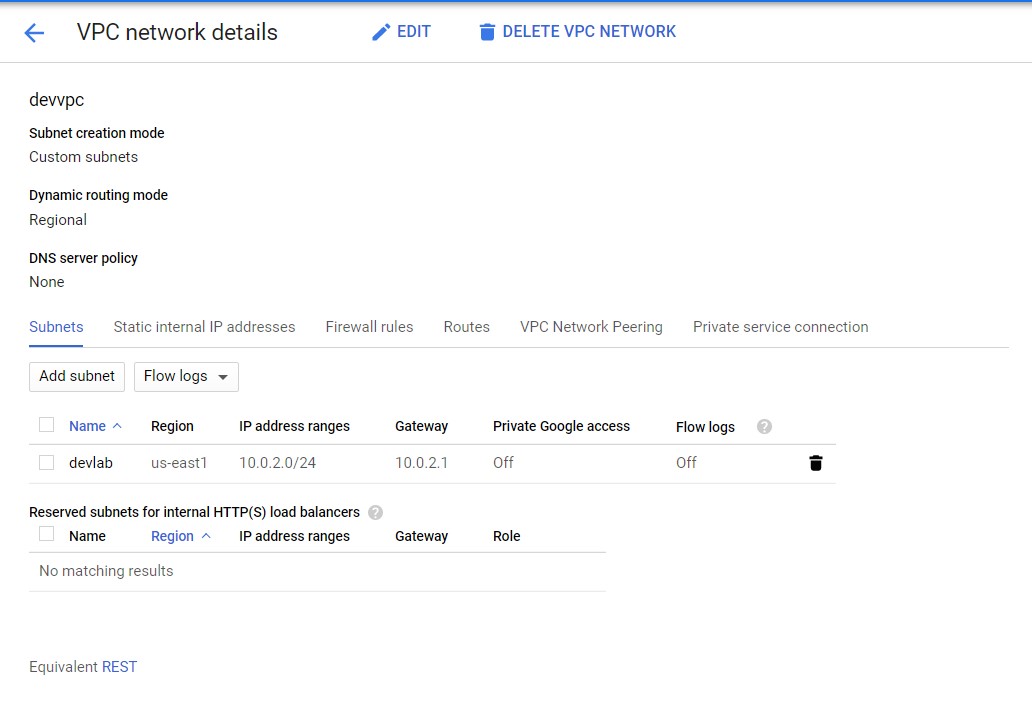 VPC network details EDIT DELETE VPC NETWORK
devvpc
Subnet creation mode
Custom subnets
Dynamic routing mode
Regional
DNS server policy
None
Subnets Static internal IP addresses Firewall rules Routes VPC Network Peering Private service connection
Add subnet Flow logs
Name Region IP address ranges Gateway Private Google access Flow logs ?
devlab us-east1 10.0.2.0/24 10.0.2.1 Off Off
Reserved subnets for internal HTTP(S) load balancers ?
Name Region IP address ranges Gateway Role
No matching results
Equivalent REST